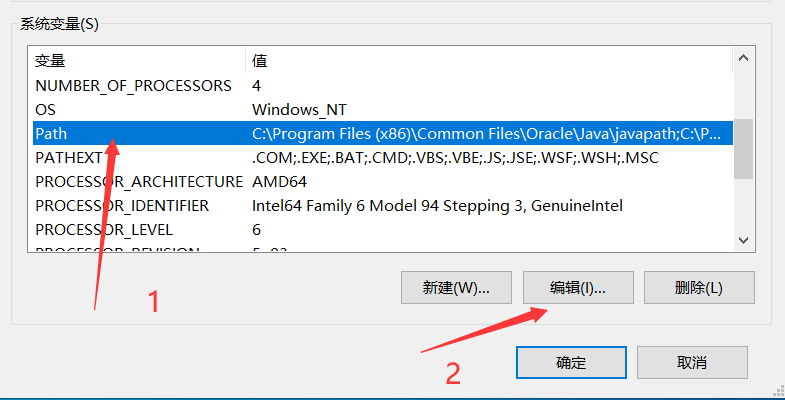 系统变量(S)
变量 值
NUMBER_OF_PROCESSORS 4
OS Windows_NT
Path C:\Program Files (x86)\Common Files\Oracle\Java\javapath;C:\P...
PATHEXT .COM;.EXE;.BAT;.CMD;.VBS;.VBE;.JS;.JSE;.WSF;.WSH;.MSC
PROCESSOR_ARCHITECTURE AMD64
PROCESSOR_IDENTIFIER Intel64 Family 6 Model 94 Stepping 3, GenuineIntel
PROCESSOR_LEVEL 6
1
新建(W)... 编辑(I)... 删除(L)
2
确定 取消